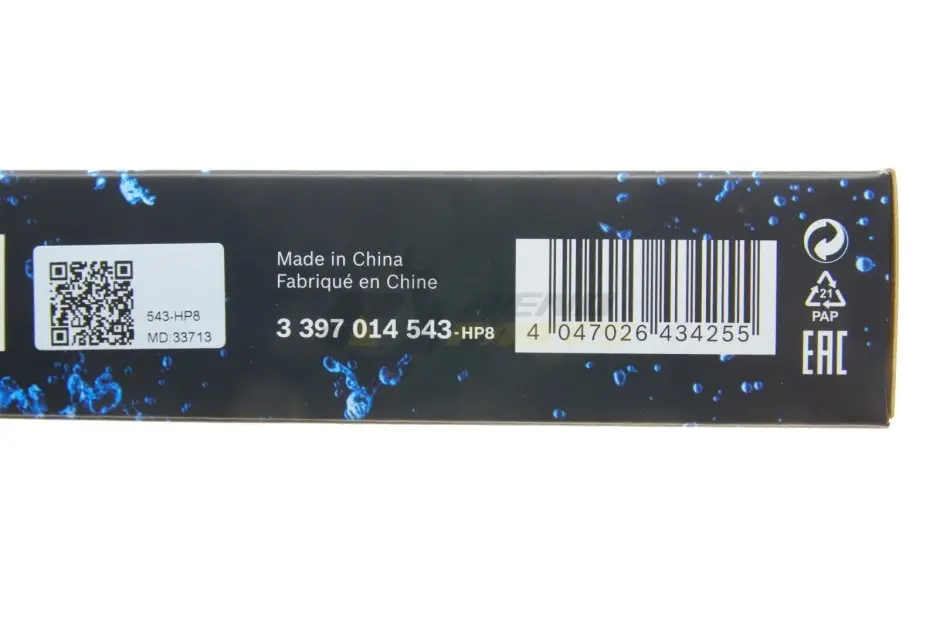 543-HP8
MD:33713
Made in China
Fabriqué en Chine
3 397 014 543-HP8
4 047026 434255
21
PAP
EAC